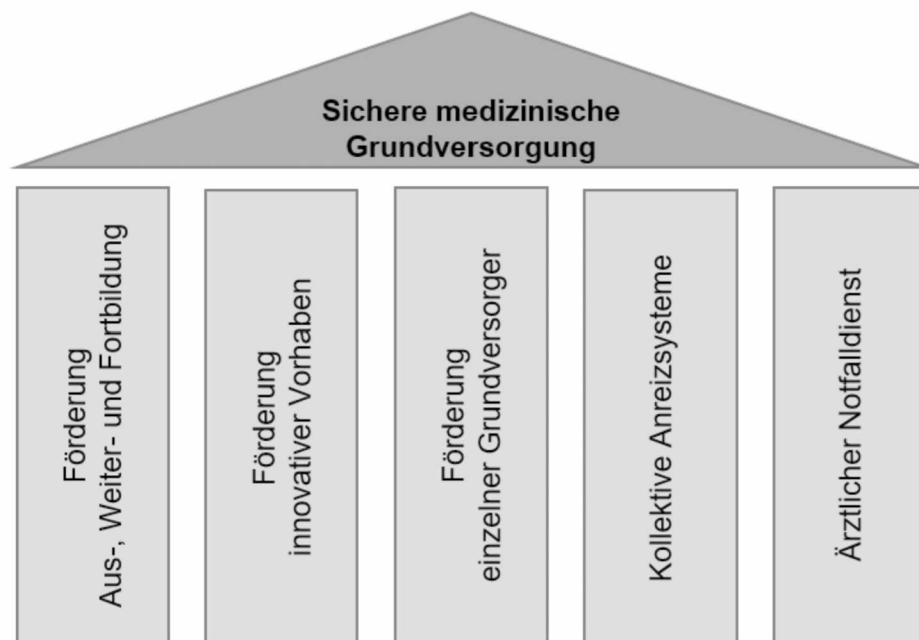 Sichere medizinische
Grundversorgung
Förderung
Aus-, Weiter- und Fortbildung
Förderung
innovativer Vorhaben
Förderung
einzelner Grundversorger
Kollektive Anreizsysteme
Ärztlicher Notfalldienst